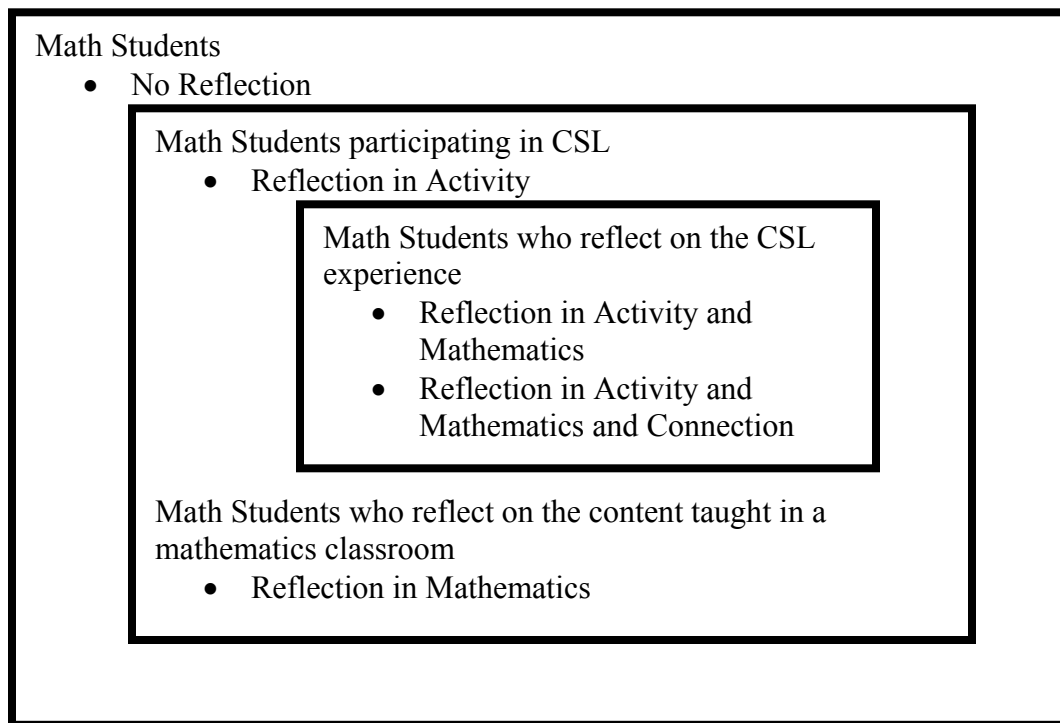 Math Students
• No Reflection
Math Students participating in CSL
• Reflection in Activity
Math Students who reflect on the CSL
experience
• Reflection in Activity and
Mathematics
• Reflection in Activity and
Mathematics and Connection
Math Students who reflect on the content taught in a
mathematics classroom
• Reflection in Mathematics